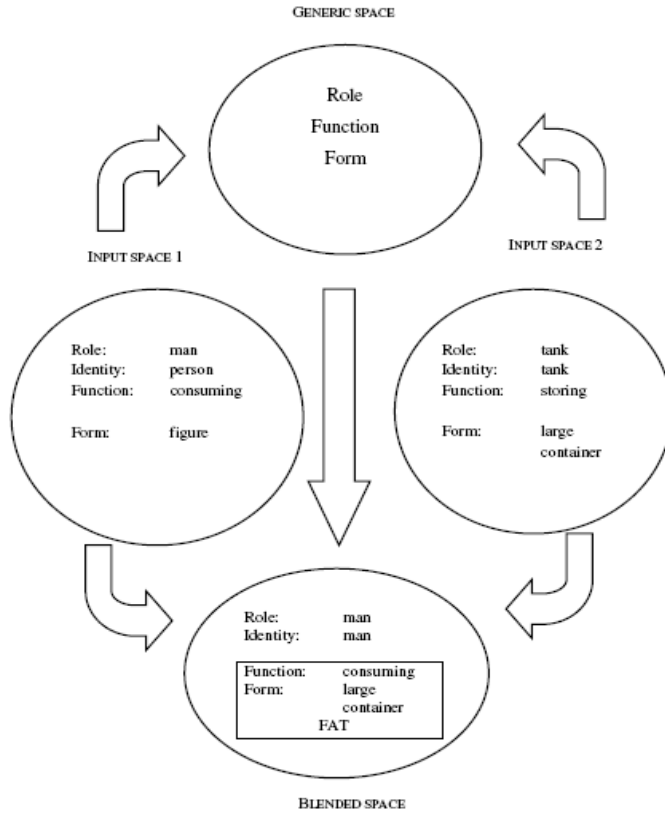 GENERIC SPACE
Role
Function
Form
INPUT SPACE 1
INPUT SPACE 2
Role: man
Identity: person
Function: consuming
Form: figure
Role: tank
Identity: tank
Function: storing
Form: large
container
Role: man
Identity: man
Function: consuming
Form: large
container
FAT
BLENDED SPACE